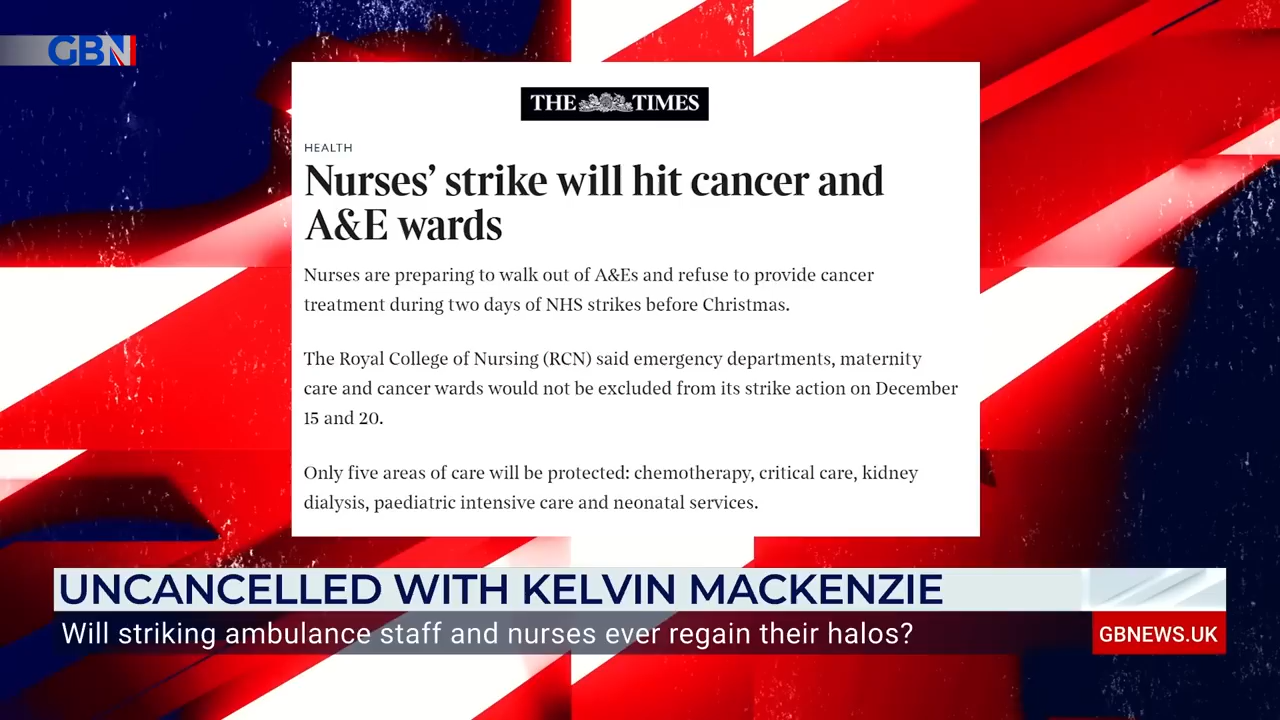 GBN
THE TIMES
HEALTH
Nurses’ strike will hit cancer and
A&E wards
Nurses are preparing to walk out of A&Es and refuse to provide cancer
treatment during two days of NHS strikes before Christmas.
The Royal College of Nursing (RCN) said emergency departments, maternity
care and cancer wards would not be excluded from its strike action on December
15 and 20.
Only five areas of care will be protected: chemotherapy, critical care, kidney
dialysis, paediatric intensive care and neonatal services.
UNCANCELLED WITH KELVIN MACKENZIE
Will striking ambulance staff and nurses ever regain their halos?
GBNEWS.UK